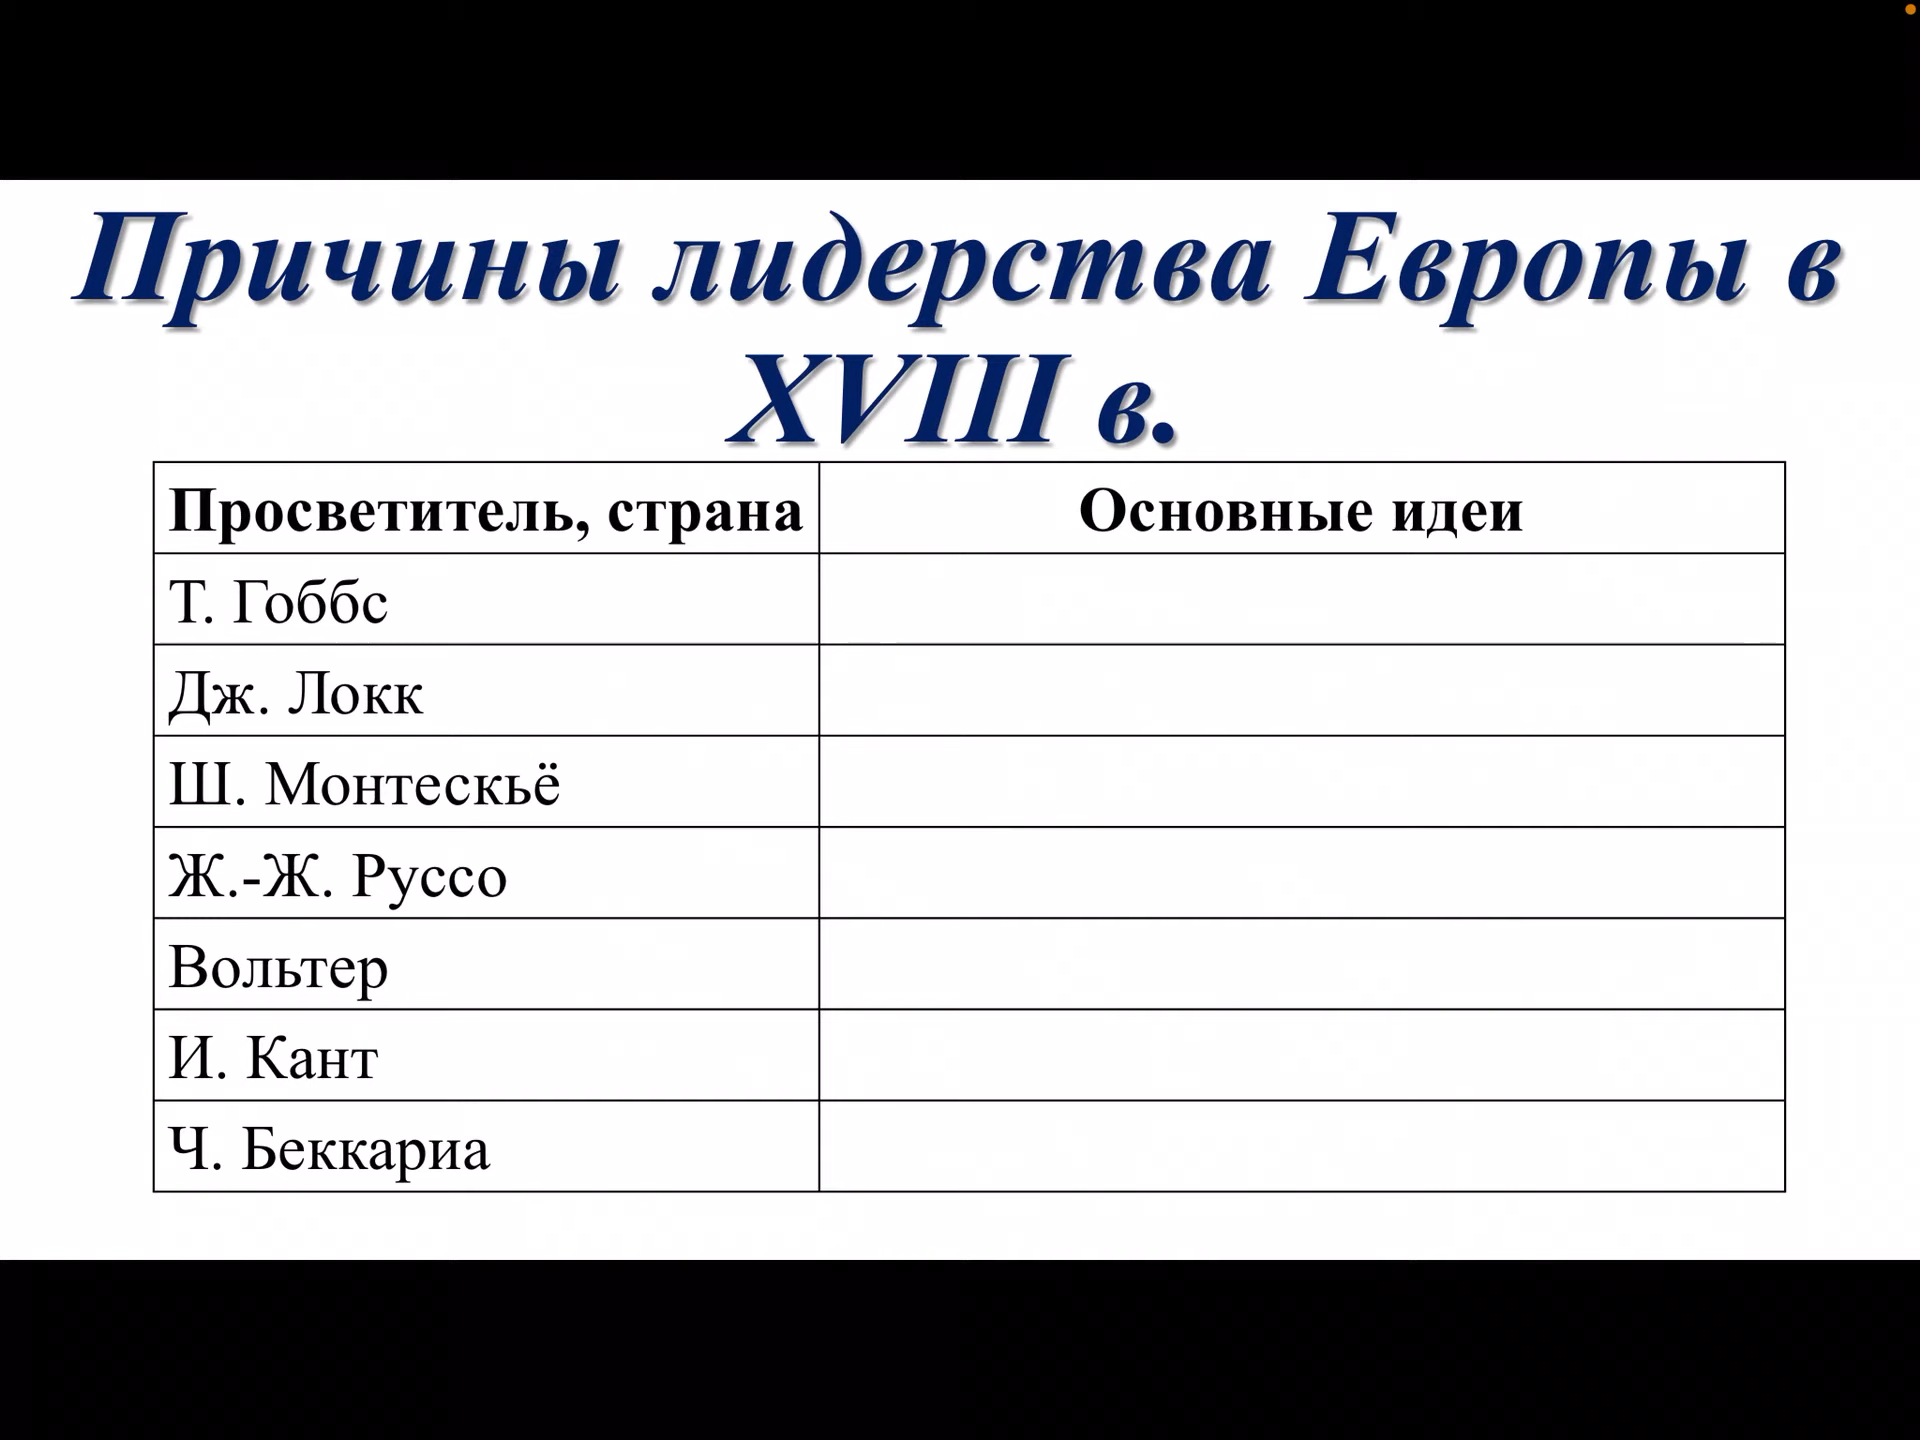 Причины лидерства Европы в
XVIII в.
Просветитель, страна
Основные идеи
Т. Гоббс
Дж. Локк
Ш. Монтескьё
Ж.-Ж. Руссо
Вольтер
И. Кант
Ч. Беккариа